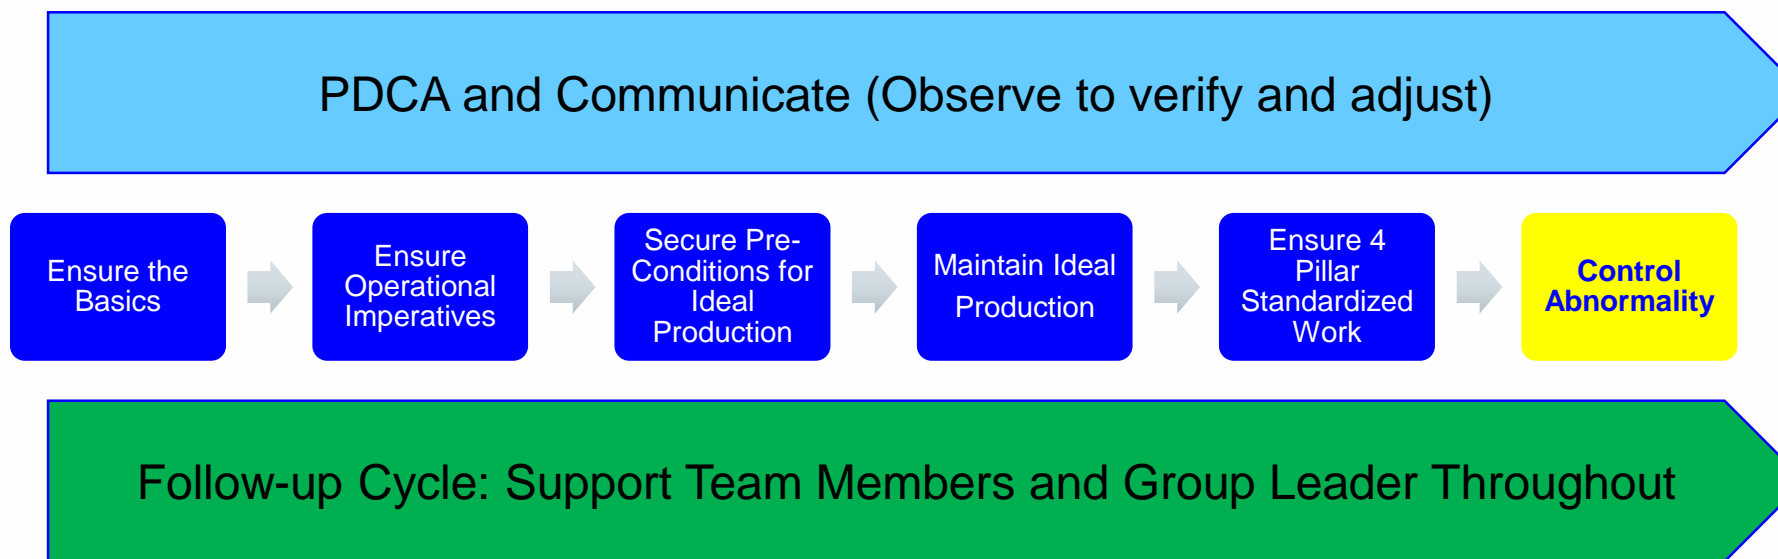 PDCA and Communicate (Observe to verify and adjust)
Ensure the
Basics
Ensure
Operational
Imperatives
Secure Pre-
Conditions for
Ideal
Production
Maintain Ideal
Production
Ensure 4
Pillar
Standardized
Work
Control
Abnormality
Follow-up Cycle: Support Team Members and Group Leader Throughout